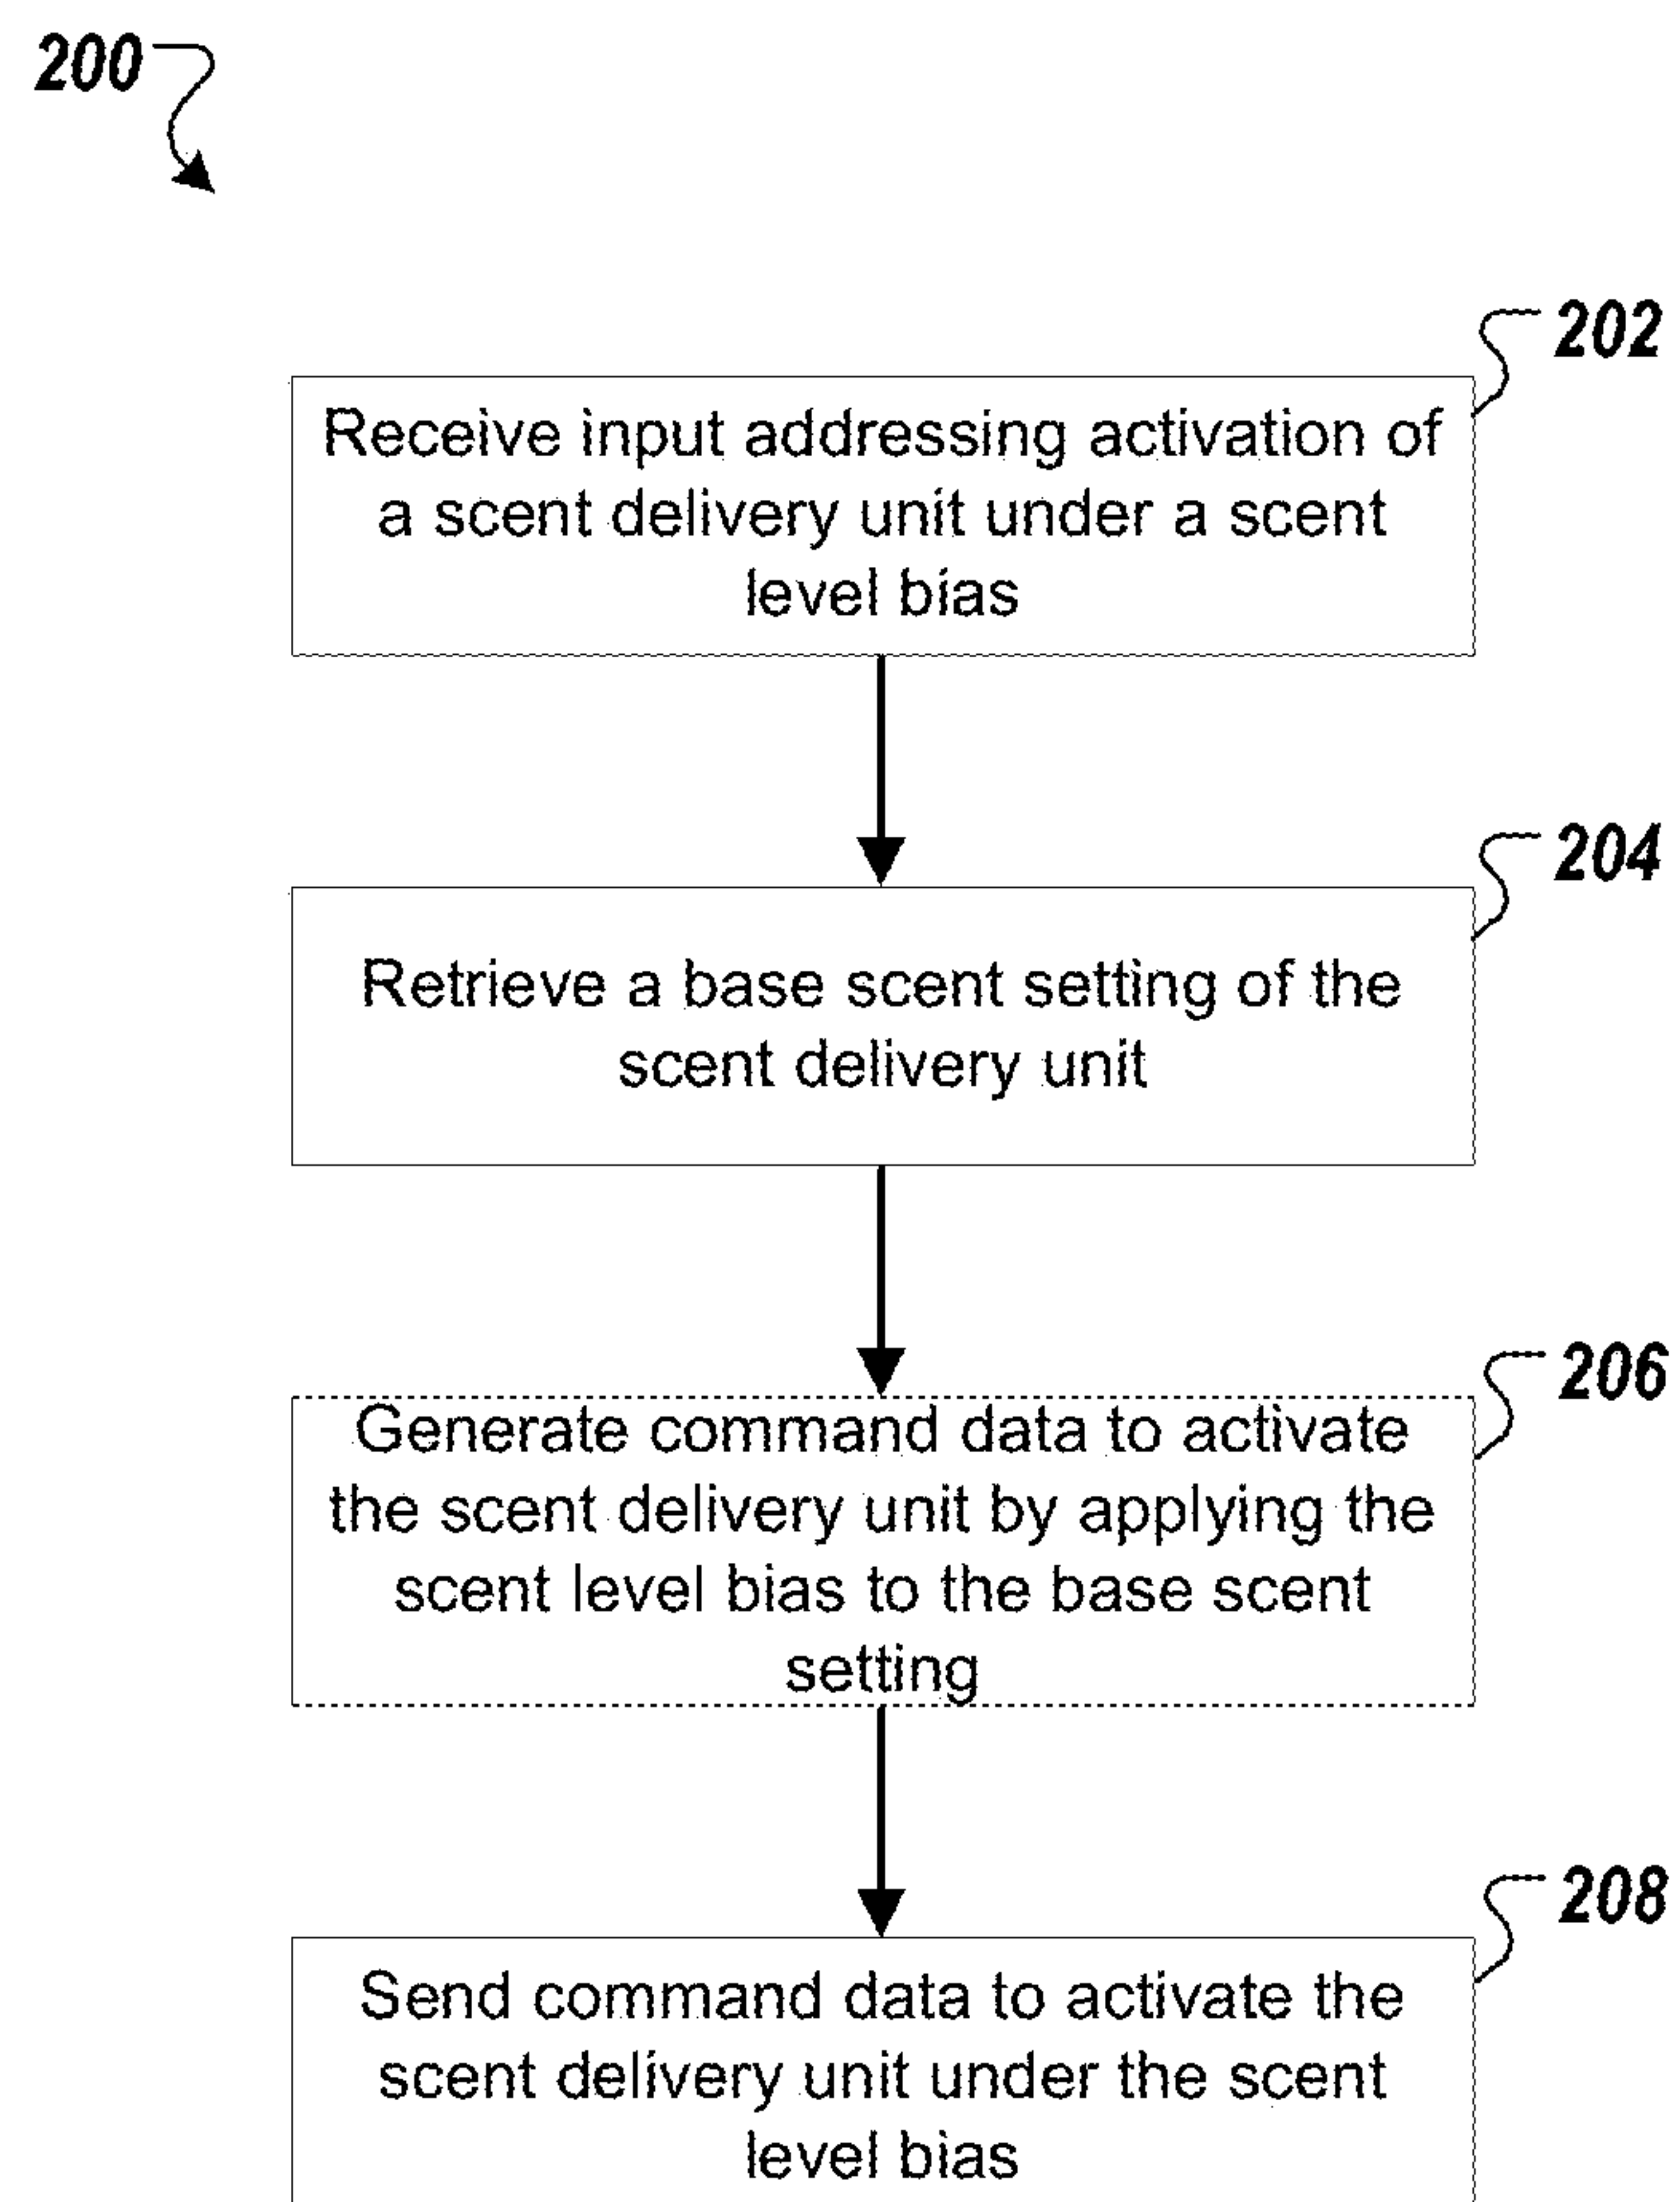 200
202
Receive input addressing activation of
a scent delivery unit under a scent
level bias
204
Retrieve a base scent setting of the
scent delivery unit
206
Generate command data to activate
the scent delivery unit by applying the
scent level bias to the base scent
setting
208
Send command data to activate the
scent delivery unit under the scent
level bias